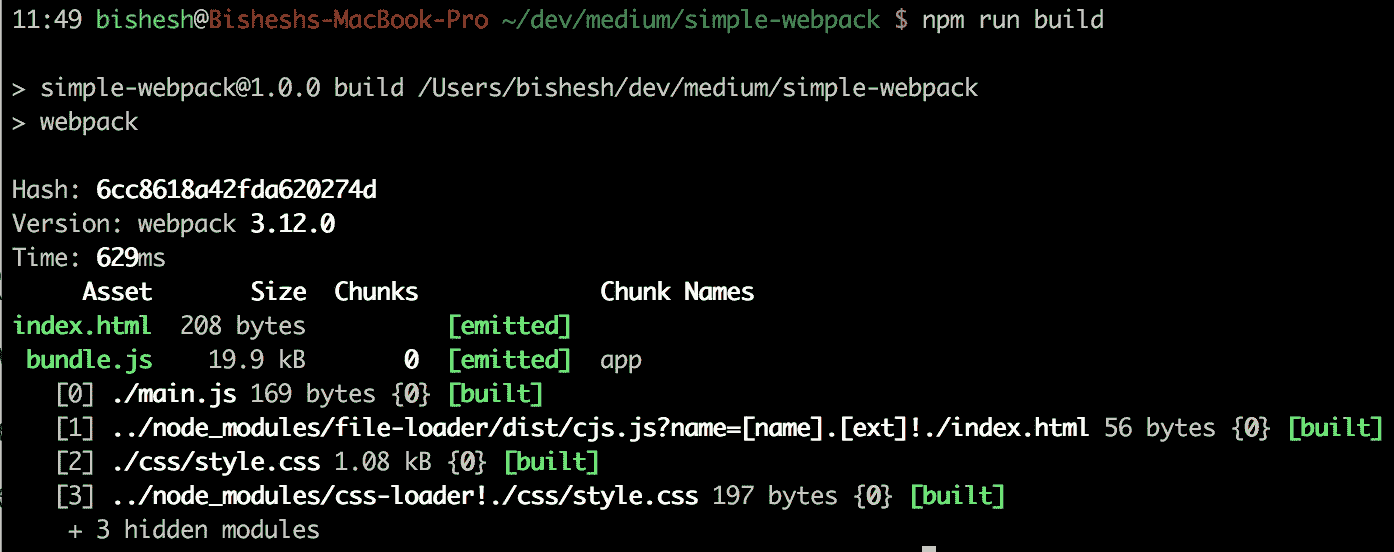 11:49 bishesh@Bisheshs-MacBook-Pro ~/dev/medium/simple-webpack $ npm run build
> simple-webpack@1.0.0 build /Users/bishesh/dev/medium/simple-webpack
> webpack
Hash: 6cc8618a42fda620274d
Version: webpack 3.12.0
Time: 629ms
Asset Size Chunks Chunk Names
index.html 208 bytes [emitted]
bundle.js 19.9 kB 0 [emitted] app
[0] ./main.js 169 bytes {0} [built]
[1] ../node_modules/file-loader/dist/cjs.js?name=[name].[ext]!./index.html 56 bytes {0} [built]
[2] ./css/style.css 1.08 kB {0} [built]
[3] ../node_modules/css-loader!./css/style.css 197 bytes {0} [built]
+ 3 hidden modules